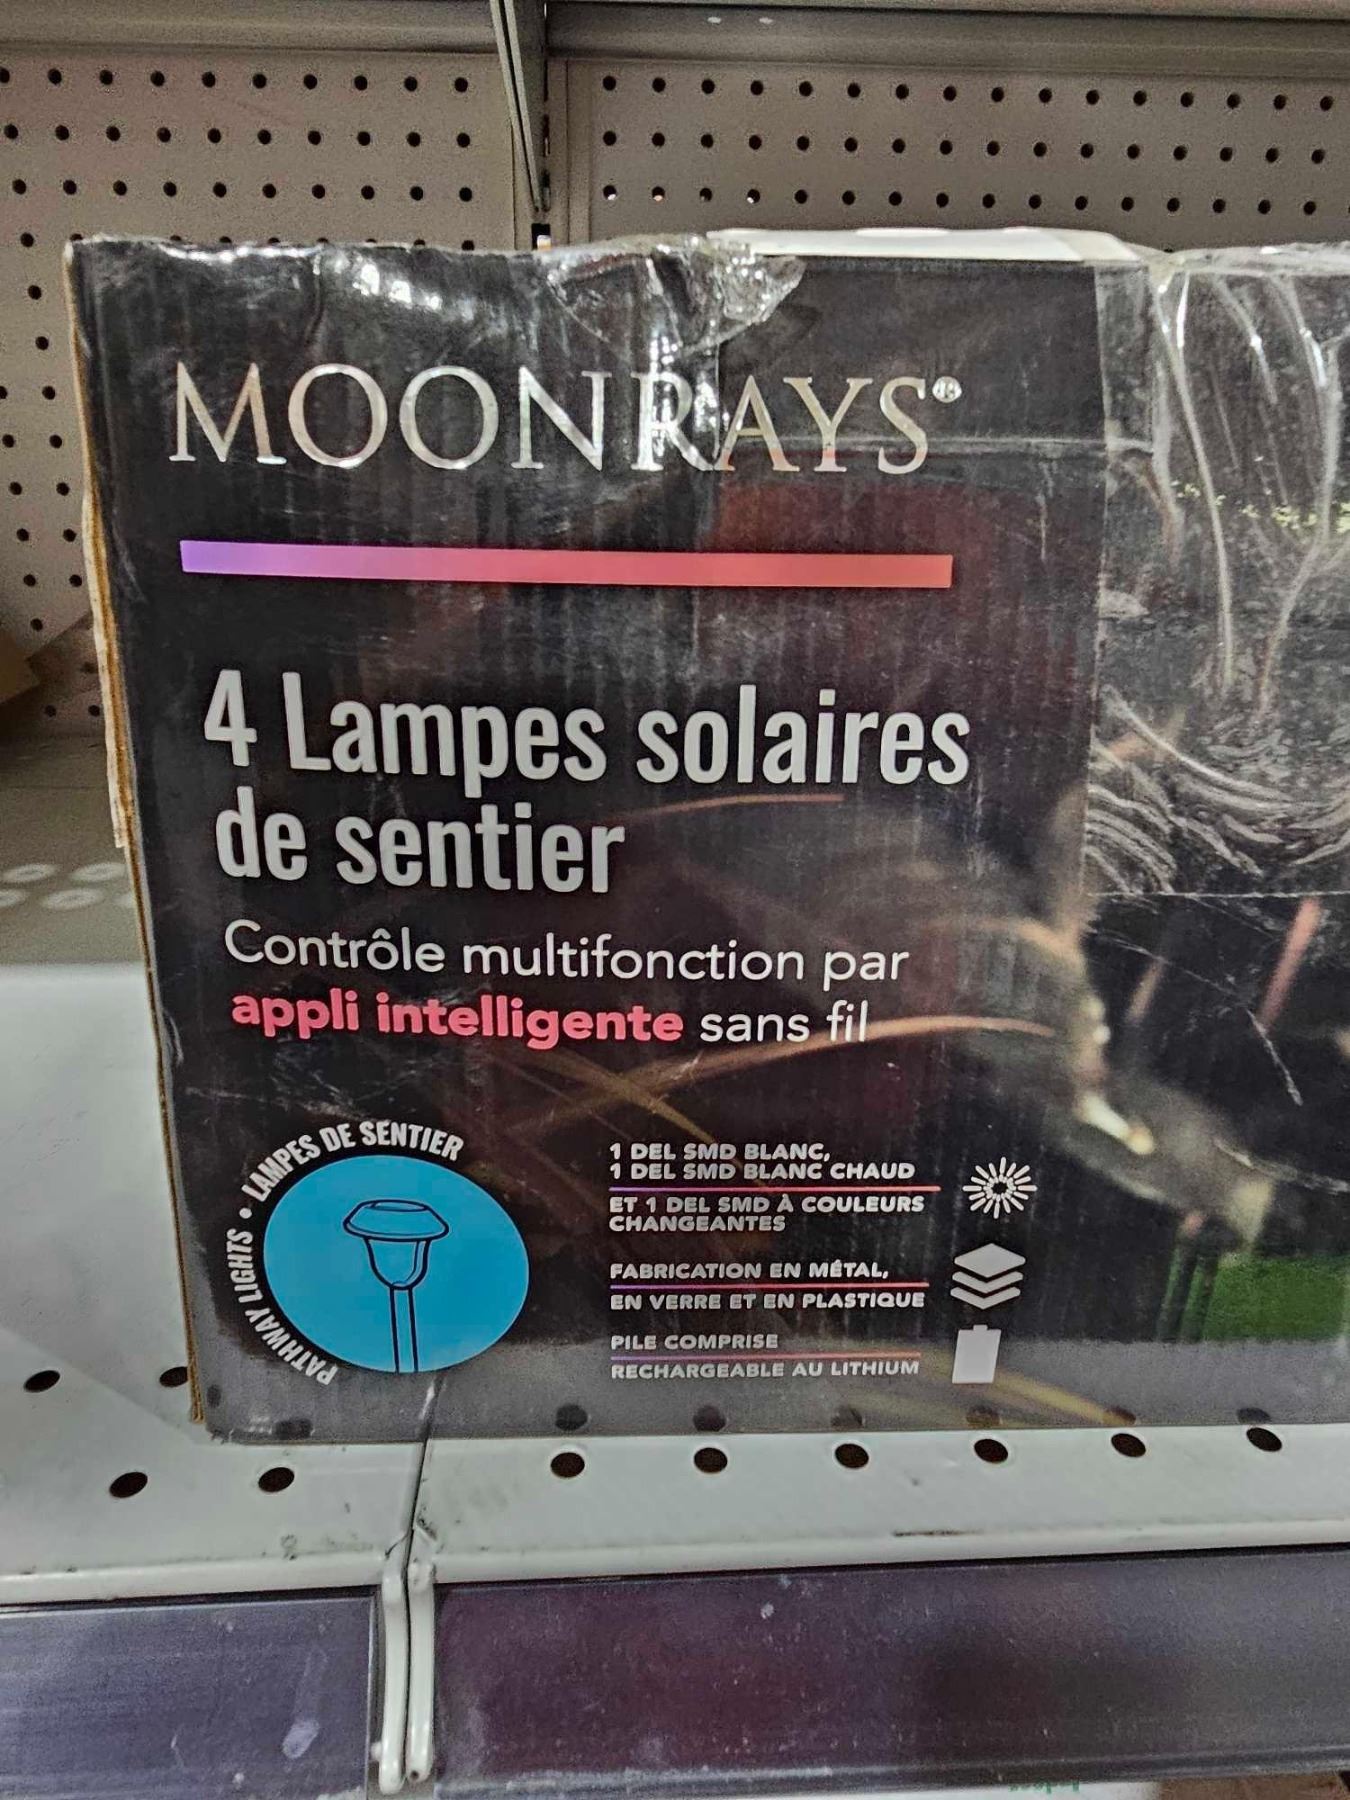 MOONRAYS®
4 Lampes solaires
de sentier
Contrôle multifonction par
appli intelligente sans fil
PATHWAY LIGHTS • LAMPES DE SENTIER
1 DEL SMD BLANC,
1 DEL SMD BLANC CHAUD
ET 1 DEL SMD À COULEURS
CHANGEANTES
FABRICATION EN MÉTAL,
EN VERRE ET EN PLASTIQUE
PILE COMPRISE
RECHARGEABLE AU LITHIUM